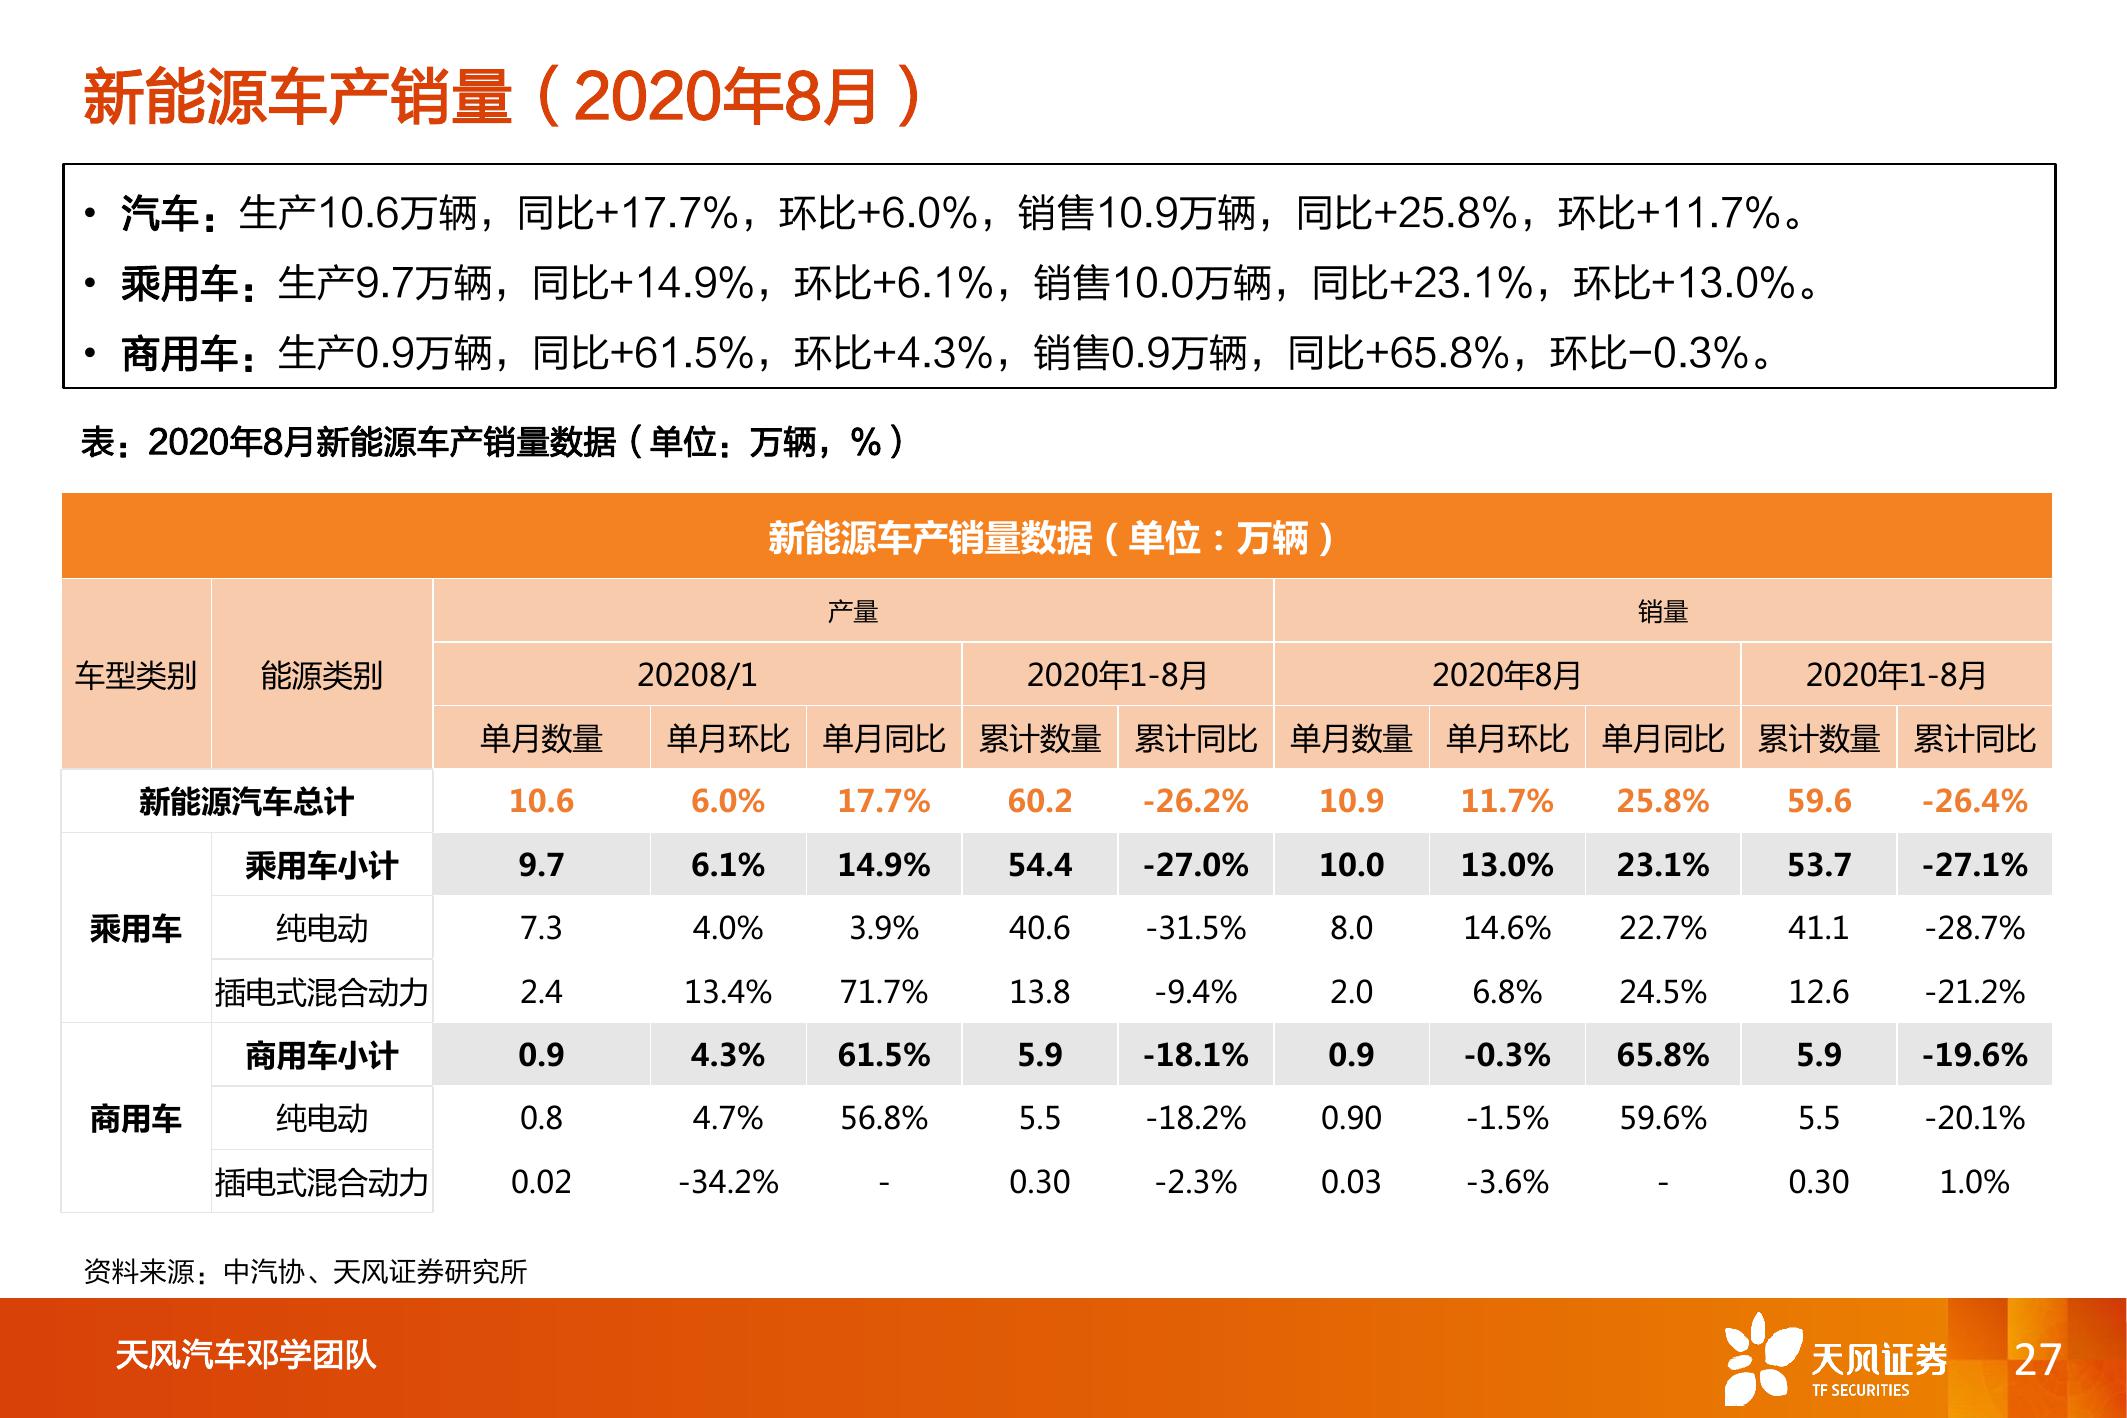 新能源车产销量（2020年8月）
• 汽车：生产10.6万辆，同比+17.7%，环比+6.0%，销售10.9万辆，同比+25.8%，环比+11.7%。
• 乘用车：生产9.7万辆，同比+14.9%，环比+6.1%，销售10.0万辆，同比+23.1%，环比+13.0%。
• 商用车：生产0.9万辆，同比+61.5%，环比+4.3%，销售0.9万辆，同比+65.8%，环比-0.3%。
表：2020年8月新能源车产销量数据（单位：万辆，%）
新能源车产销量数据（单位：万辆）
车型类别 能源类别 产量 销量
20208/1 2020年1-8月 2020年8月 2020年1-8月
单月数量 单月环比 单月同比 累计数量 累计同比 单月数量 单月环比 单月同比 累计数量 累计同比
新能源汽车总计 10.6 6.0% 17.7% 60.2 -26.2% 10.9 11.7% 25.8% 59.6 -26.4%
乘用车 乘用车小计 9.7 6.1% 14.9% 54.4 -27.0% 10.0 13.0% 23.1% 53.7 -27.1%
纯电动 7.3 4.0% 3.9% 40.6 -31.5% 8.0 14.6% 22.7% 41.1 -28.7%
插电式混合动力 2.4 13.4% 71.7% 13.8 -9.4% 2.0 6.8% 24.5% 12.6 -21.2%
商用车 商用车小计 0.9 4.3% 61.5% 5.9 -18.1% 0.9 -0.3% 65.8% 5.9 -19.6%
纯电动 0.8 4.7% 56.8% 5.5 -18.2% 0.90 -1.5% 59.6% 5.5 -20.1%
插电式混合动力 0.02 -34.2% - 0.30 -2.3% 0.03 -3.6% - 0.30 1.0%
资料来源：中汽协、天风证券研究所
天风汽车邓学团队
天风证券
TF SECURITIES
27